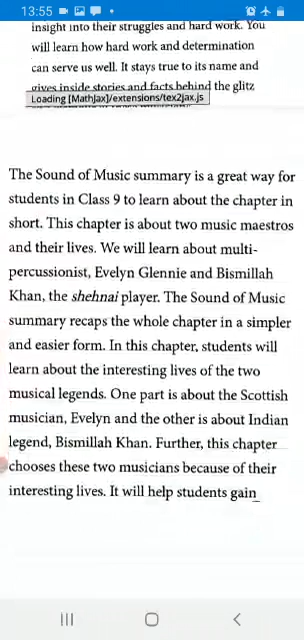 13:55
insight into their struggles and hard work. You
will learn how hard work and determination
can serve us well. It stays true to its name and
gives inside stories and facts behind the glitz
Loading [MathJax]/extensions/tex2jax.js
The Sound of Music summary is a great way for
students in Class 9 to learn about the chapter in
short. This chapter is about two music maestros
and their lives. We will learn about multi-
percussionist, Evelyn Glennie and Bismillah
Khan, the shehnai player. The Sound of Music
summary recaps the whole chapter in a simpler
and easier form. In this chapter, students will
learn about the interesting lives of the two
musical legends. One part is about the Scottish
musician, Evelyn and the other is about Indian
legend, Bismillah Khan. Further, this chapter
chooses these two musicians because of their
interesting lives. It will help students gain